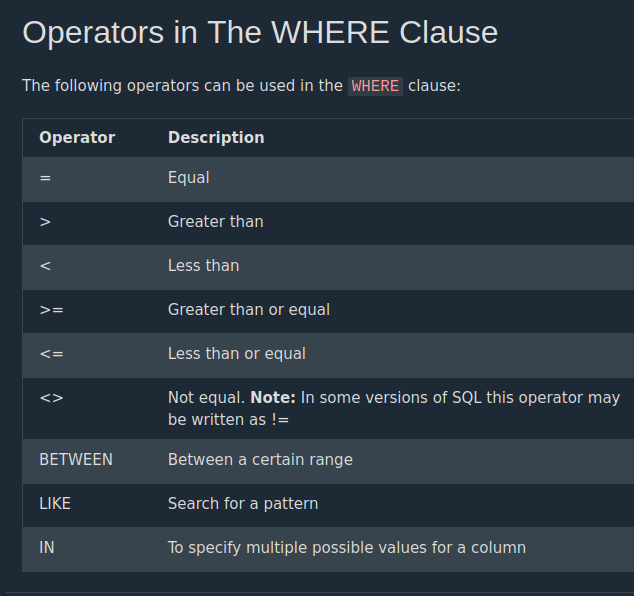 Operators in The WHERE Clause
The following operators can be used in the WHERE clause:
Operator Description
= Equal
> Greater than
< Less than
>= Greater than or equal
<= Less than or equal
<> Not equal. Note: In some versions of SQL this operator may
be written as !=
BETWEEN Between a certain range
LIKE Search for a pattern
IN To specify multiple possible values for a column